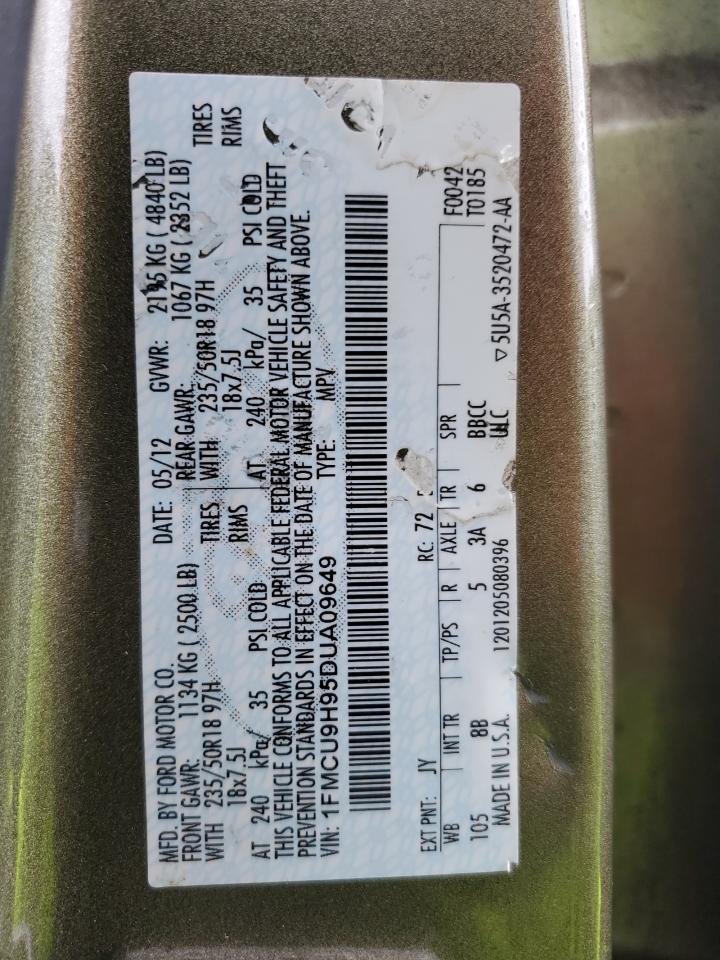 MFD. BY FORD MOTOR CO. DATE: 05/12 GVWR: KG ( 4840 LB)
FRONT GAWR: 1134 KG ( 2500 LB) REAR GAWR: 1067 KG ( 2352 LB)
WITH 235/50R18 97H TIRES WITH 235/50R18 97H TIRES
18x7.5J RIMS 18x7.5J RIMS
AT 240 kPa/ 35 PSI COLD AT 240 kPa/ 35 PSI COLD
THIS VEHICLE CONFORMS TO ALL APPLICABLE FEDERAL MOTOR VEHICLE SAFETY AND THEFT
PREVENTION STANDARDS IN EFFECT ON THE DATE OF MANUFACTURE SHOWN ABOVE.
VIN: 1FMCU9H95DUA09649 TYPE: MPV
EXT PNT: JY RC: 72 F0042
WB INT TR TP/PS R AXLE TR SPR T0185
105 8B 5 3A 6 BBCC
MADE IN U.S.A. 1201205080396 ULC ▽5U5A-3520472-AA